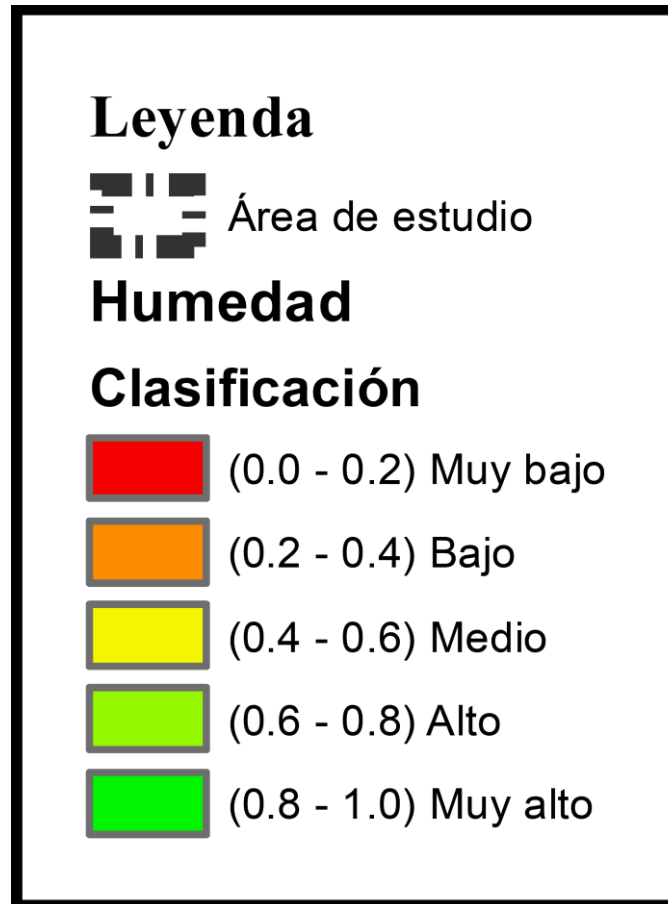 Leyenda
Área de estudio
Humedad
Clasificación
(0.0 - 0.2) Muy bajo
(0.2 - 0.4) Bajo
(0.4 - 0.6) Medio
(0.6 - 0.8) Alto
(0.8 - 1.0) Muy alto